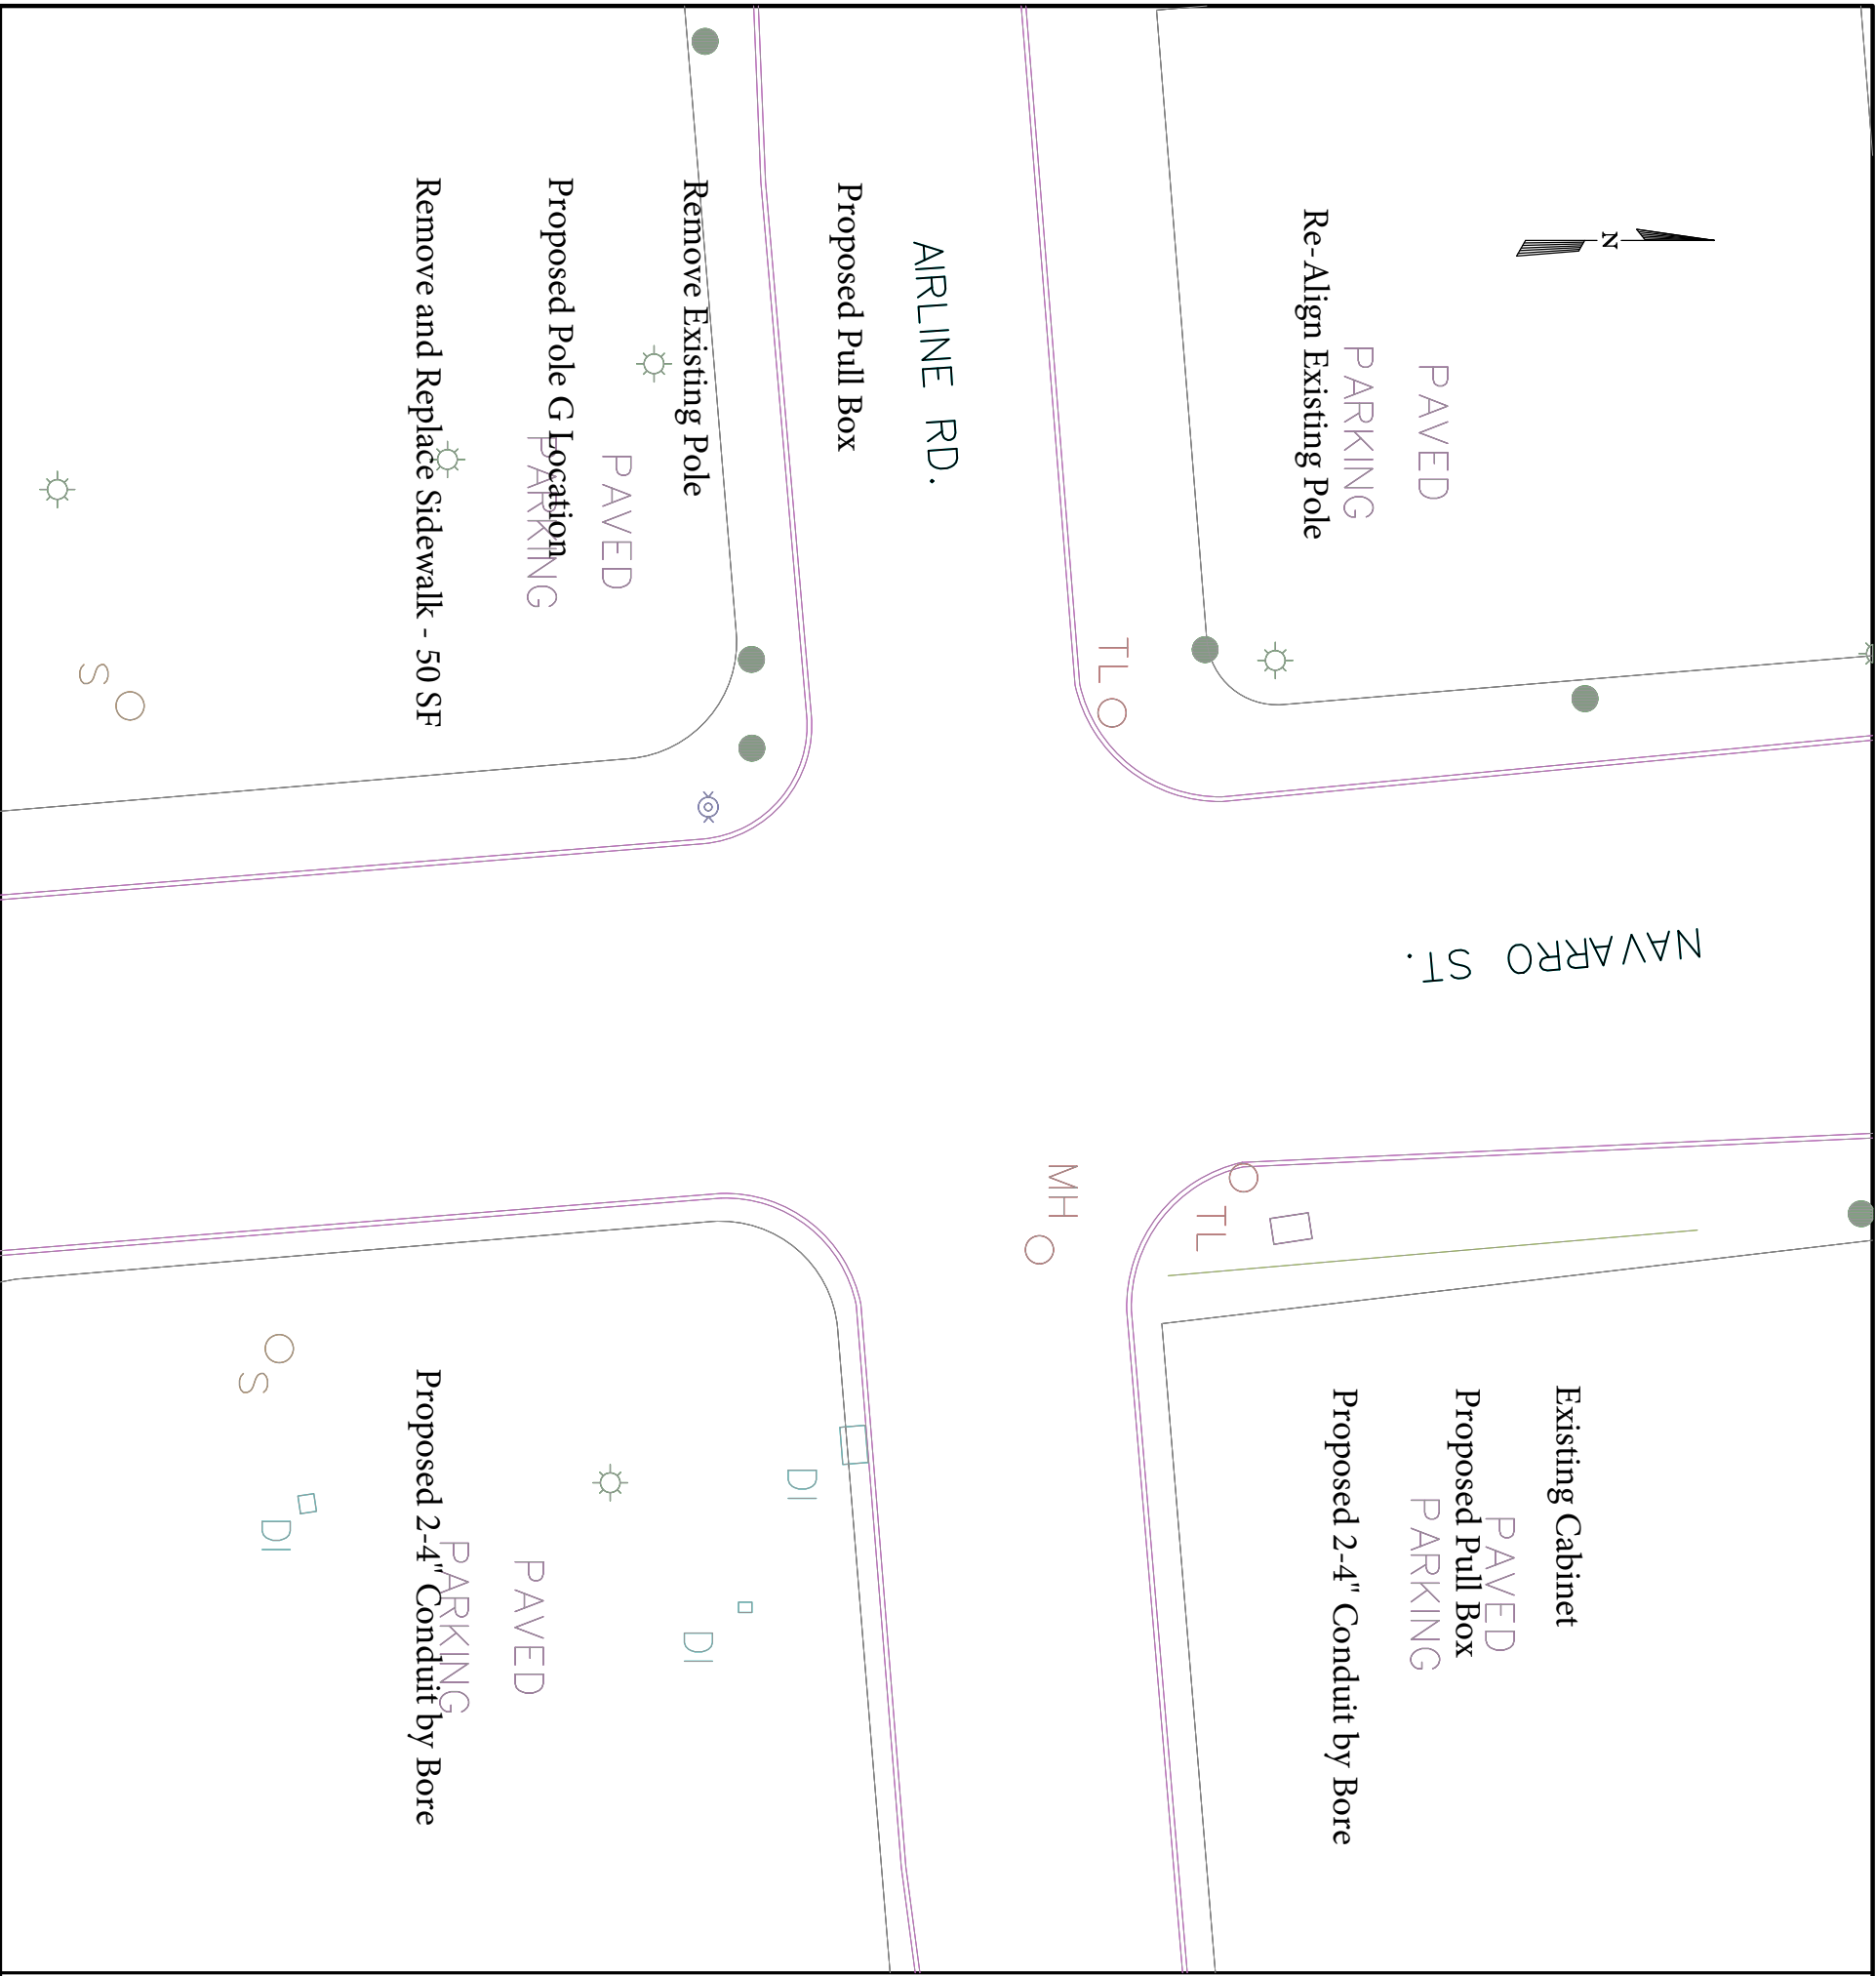 N
Re-Align Existing Pole
PAVED
PARKING
AIRLINE RD.
Proposed Pull Box
Remove Existing Pole
Proposed Pole G Location
PAVED
PARKING
Remove and Replace Sidewalk - 50 SF
TL
S
NAVARRO ST.
MH
TL
Existing Cabinet
Proposed Pull Box
PAVED
PARKING
Proposed 2-4" Conduit by Bore
DI
DI
PAVED
PARKING
Proposed 2-4" Conduit by Bore
S
DI